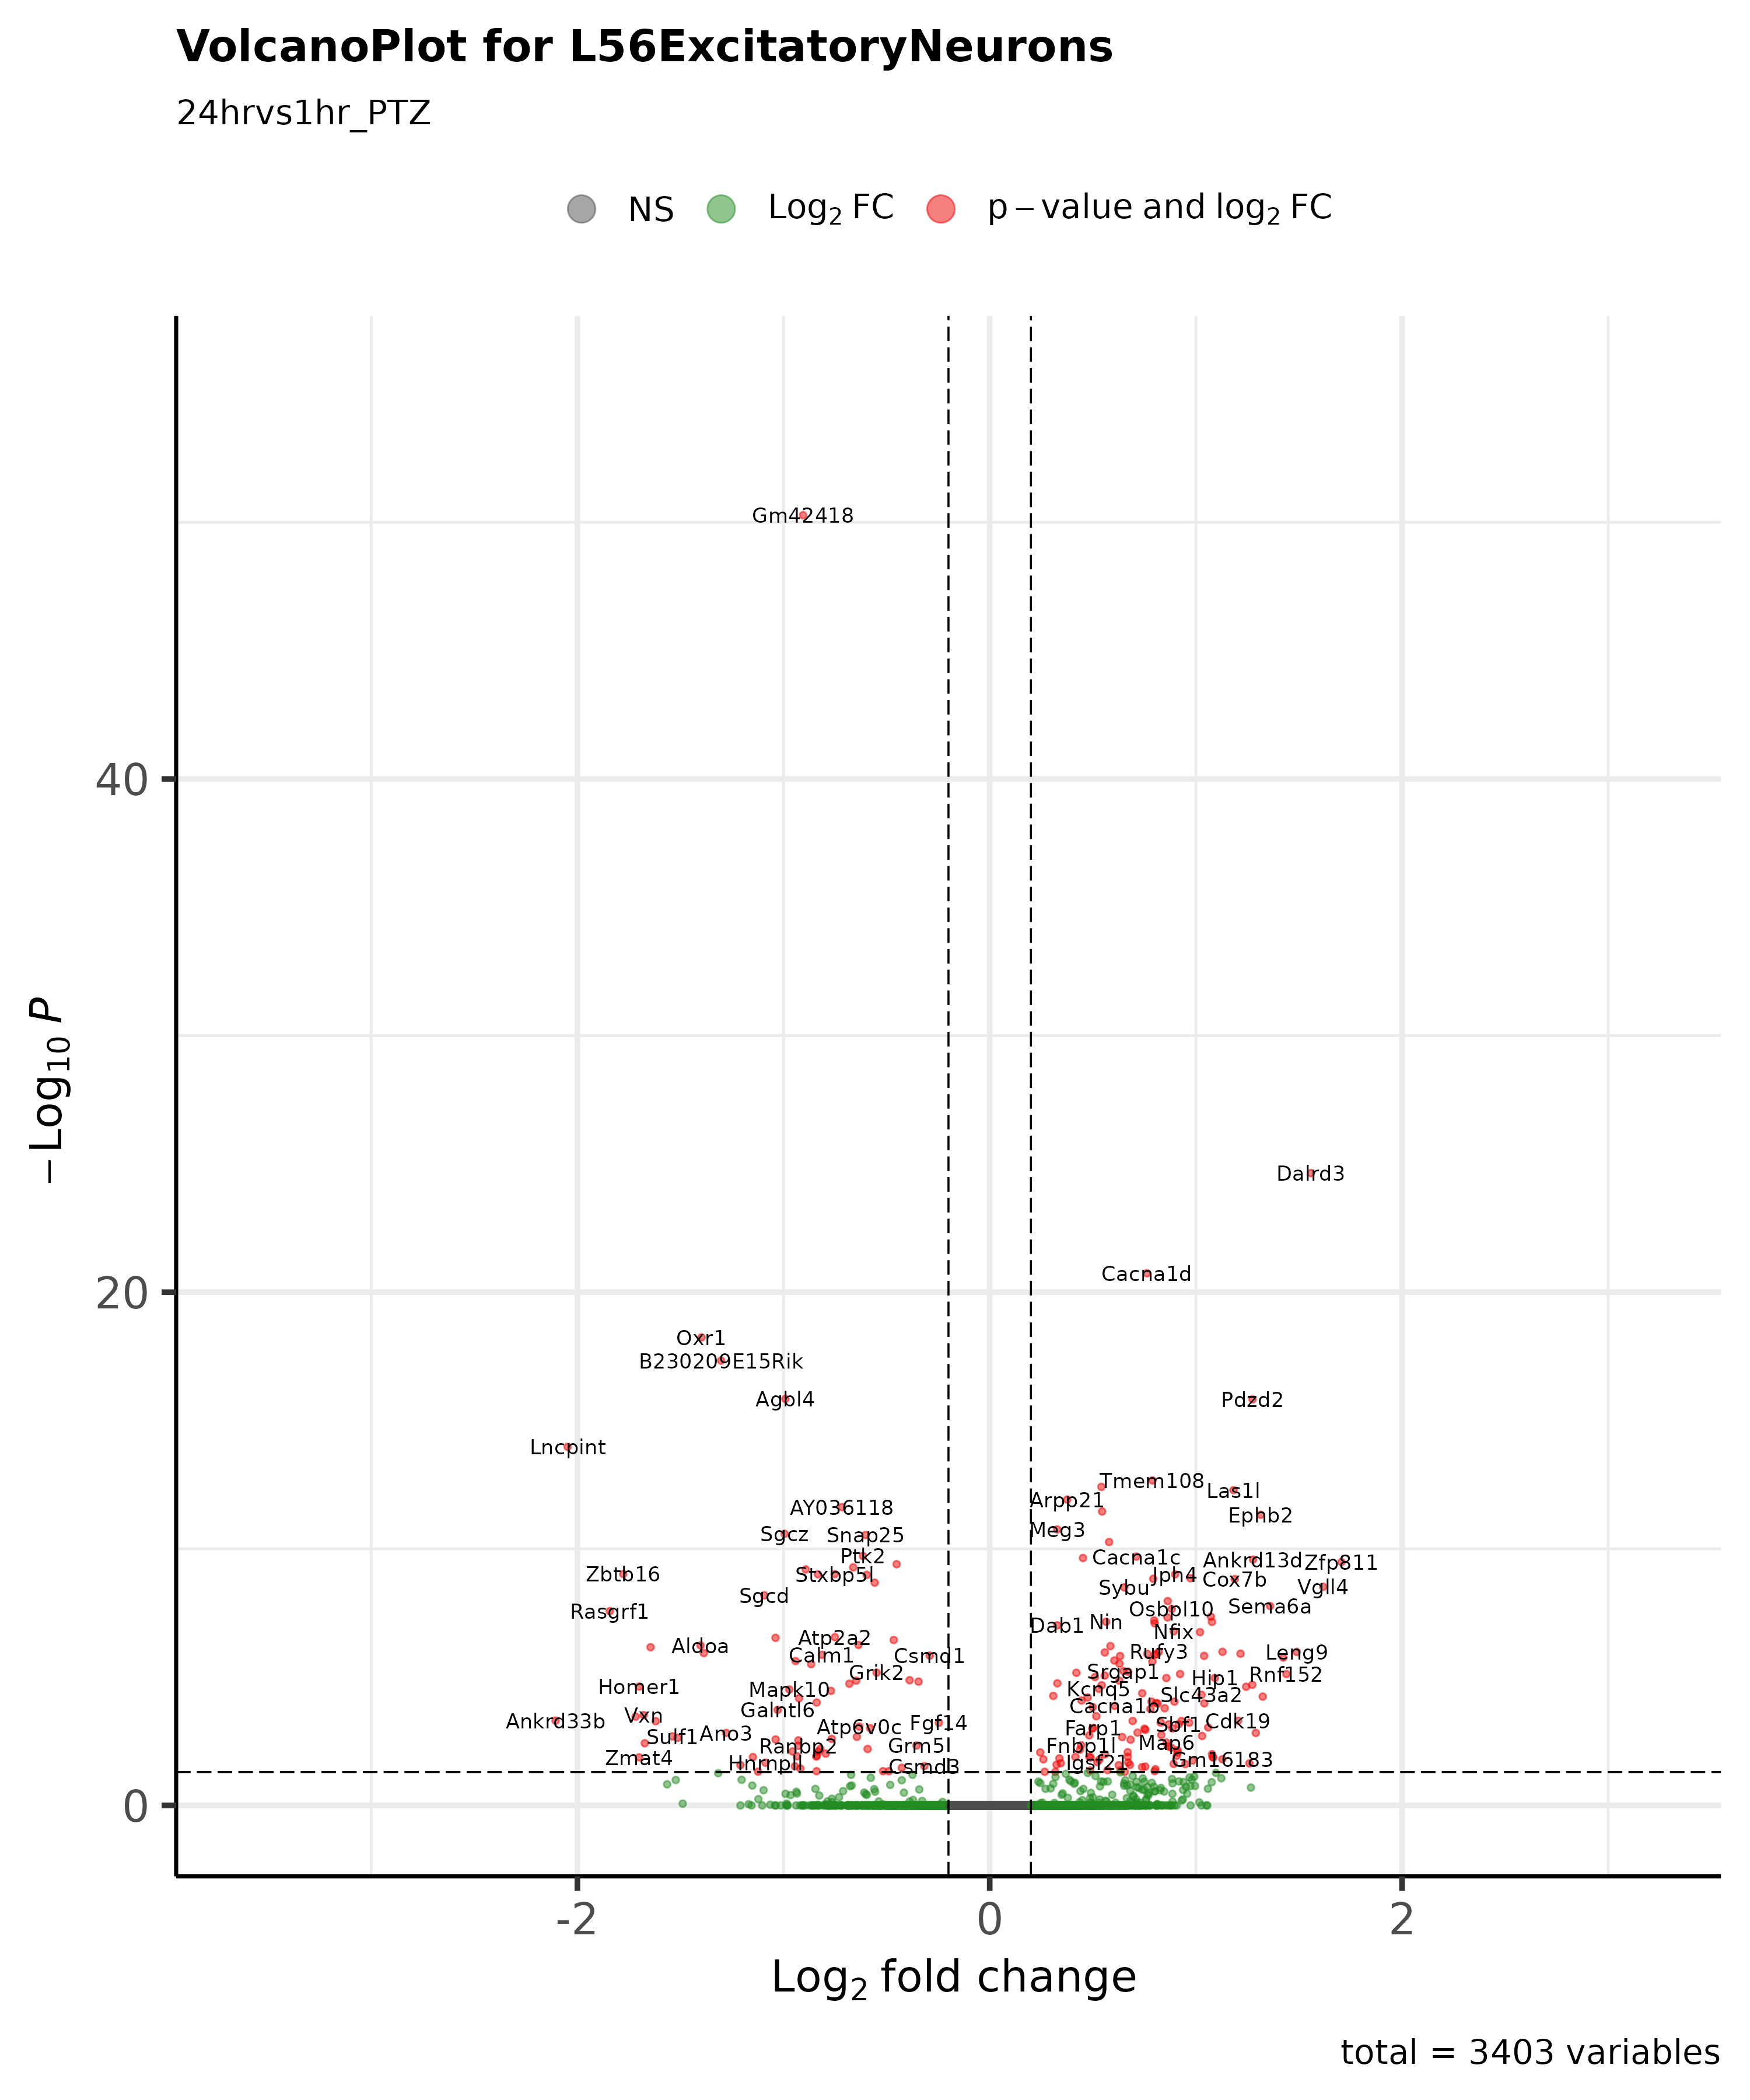 VolcanoPlot for L56ExcitatoryNeurons
24hrvs1hr_PTZ
NS Log2 FC p−value and log2 FC
−Log10 P
40
20
0
Gm42418
Dalrd3
Cacna1d
Oxr1
B230209E15Rik
Agbl4
Pdzd2
Lncpint
Tmem108
Las1l
Arpp21
AY036118
Ephb2
Meg3
Sgcz
Snap25
Ptk2
Cacna1c
Ankrd13d
Zfp811
Zbtb16
Stxbp5l
Jph4
Cox7b
Sybu
Vgll4
Sgcd
Sema6a
Osbpl10
Rasgrf1
Dab1
Nin
Nfix
Atp2a2
Aldoa
Calm1
Csmd1
Rufy3
Leng9
Grik2
Srgap1
Hip1
Rnf152
Homer1
Mapk10
Kcnq5
Slc43a2
Galntl6
Cacna1b
Vxn
Ankrd33b
Atp6v0c
Fgf14
Farp1
Sbf1
Cdk19
Sulf1
Ano3
Ranbp2
Grm5
Fnbp1l
Map6
Zmat4
Hnrnpll
Csmd3
Igsf21
Gm16183
-2
0
2
Log2 fold change
total = 3403 variables